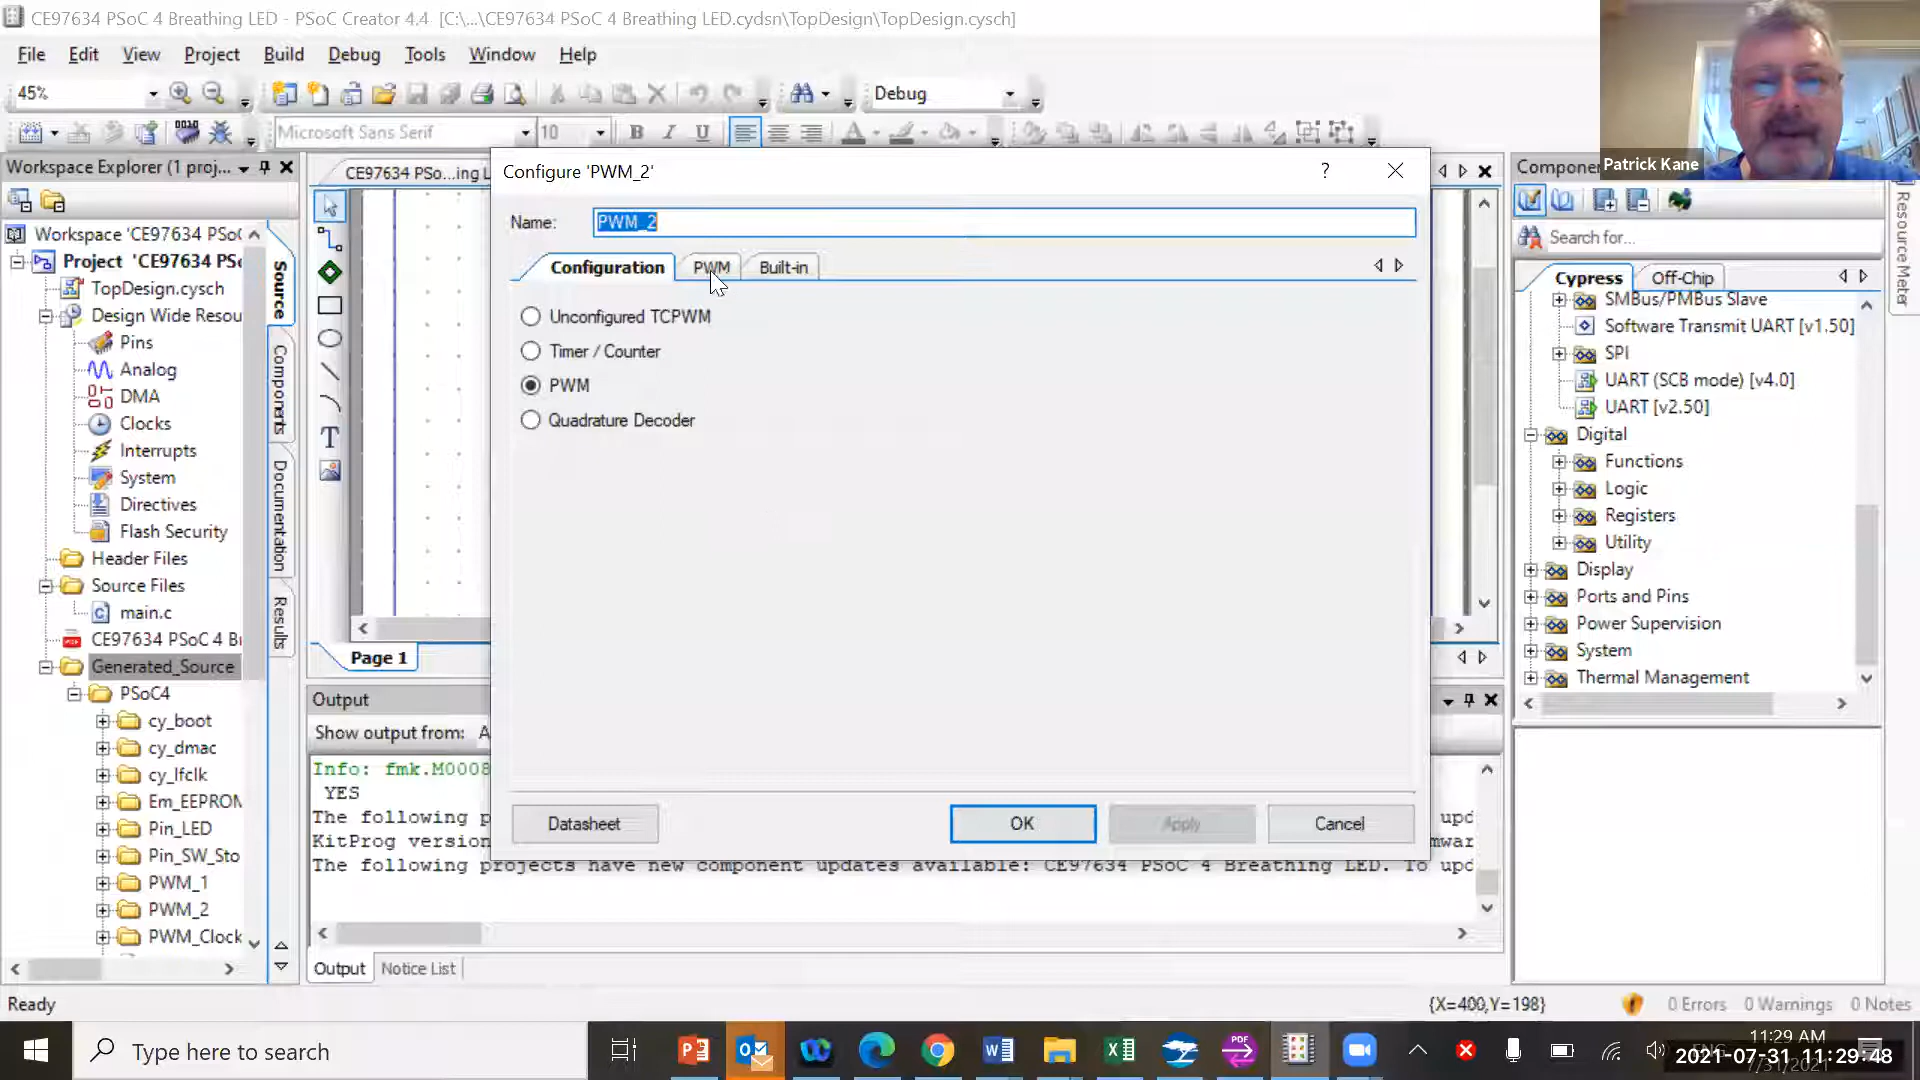 CE97634 PSoC 4 Breathing LED - PSoC Creator 4.4 [C:\...\CE97634 PSoC 4 Breathing LED.cydsn\TopDesign\TopDesign.cysch]
File Edit View Project Build Debug Tools Window Help
45%
Debug
Microsoft Sans Serif
10
B I U
Patrick Kane
Workspace Explorer (1 proj...
Workspace 'CE97634 PSoC
Project 'CE97634 PSo
TopDesign.cysch
Design Wide Resou
Pins
Analog
DMA
Clocks
Interrupts
System
Directives
Flash Security
Header Files
Source Files
main.c
CE97634 PSoC 4 B
Generated_Source
PSoC4
cy_boot
cy_dmac
cy_lfclk
Em_EEPROM
Pin_LED
Pin_SW_Sto
PWM_1
PWM_2
PWM_Clock
Source
Components
Documentation
Results
CE97634 PSo...ing L
Page 1
Configure 'PWM_2'
?
Name:
PWM_2
Configuration
PWM
Built-in
Unconfigured TCPWM
Timer / Counter
PWM
Quadrature Decoder
Datasheet
OK
Apply
Cancel
Output
Show output from: A
Info: fmk.M0008
YES
The following p
upd
KitProg version
mwar
The following projects have new component updates available: CE97634 PSoC 4 Breathing LED. To upd
Output
Notice List
Componen
Search for...
Cypress
Off-Chip
SMBus/PMBus Slave
Software Transmit UART [v1.50]
SPI
UART (SCB mode) [v4.0]
UART [v2.50]
Digital
Functions
Logic
Registers
Utility
Display
Ports and Pins
Power Supervision
System
Thermal Management
Resource Meter
Ready
{X=400,Y=198}
0 Errors
0 Warnings
0 Notes
Type here to search
PDF
11:29 AM
ENG
7/31/2021
2021-07-31 11:29:48